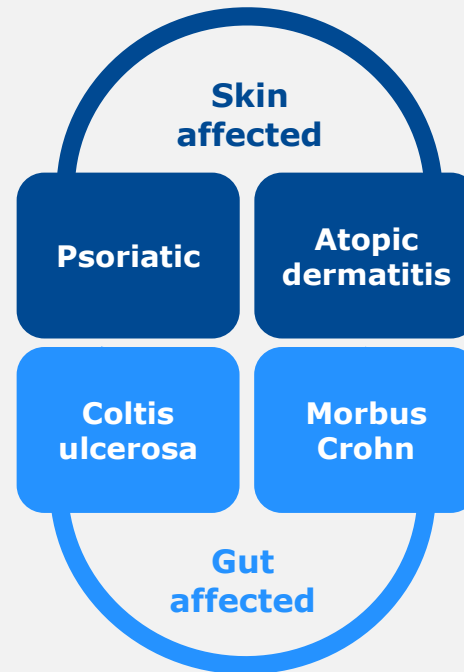 Skin
affected
Psoriatic
Atopic
dermatitis
Coltis
ulcerosa
Morbus
Crohn
Gut
affected